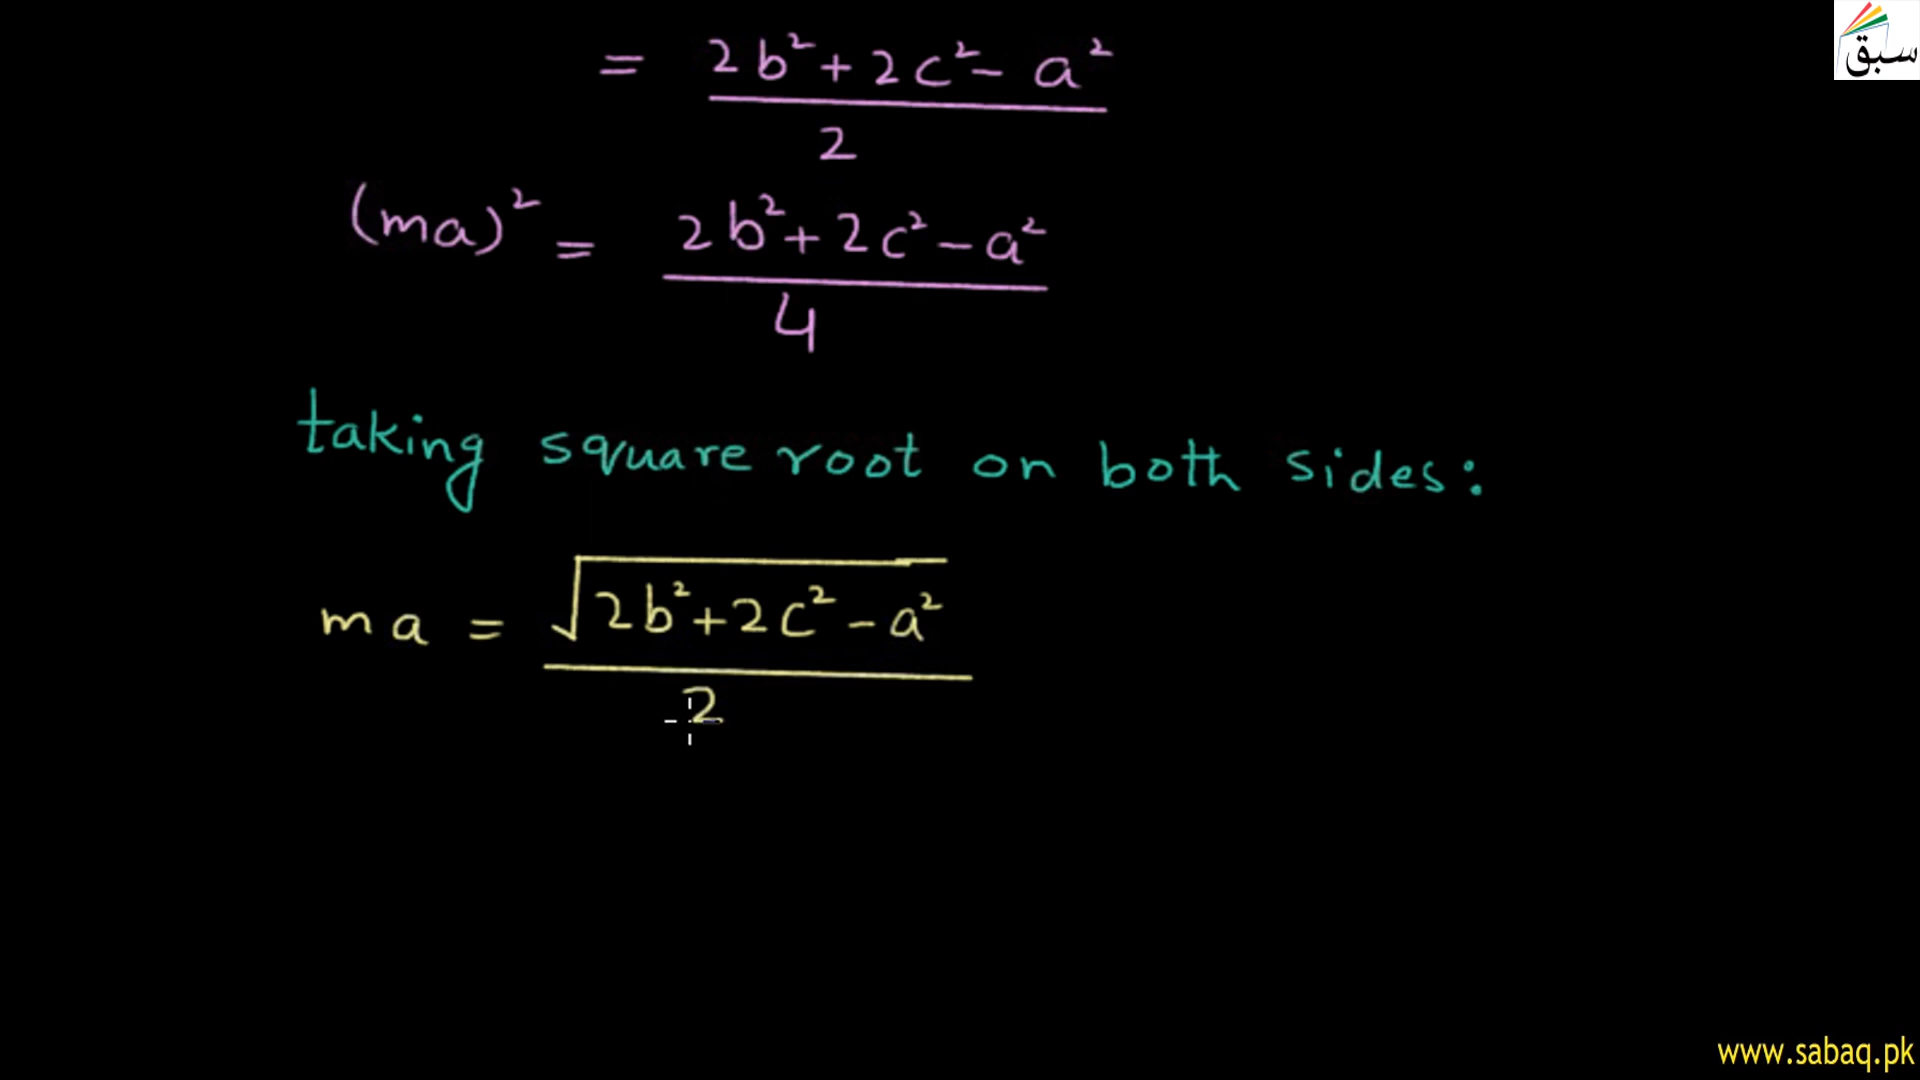 سبق
= 2b²+2c²-a² / 2
(ma)² = 2b²+2c²-a² / 4
taking square root on both sides:
ma = √2b²+2c²-a² / 2
www.sabaq.pk